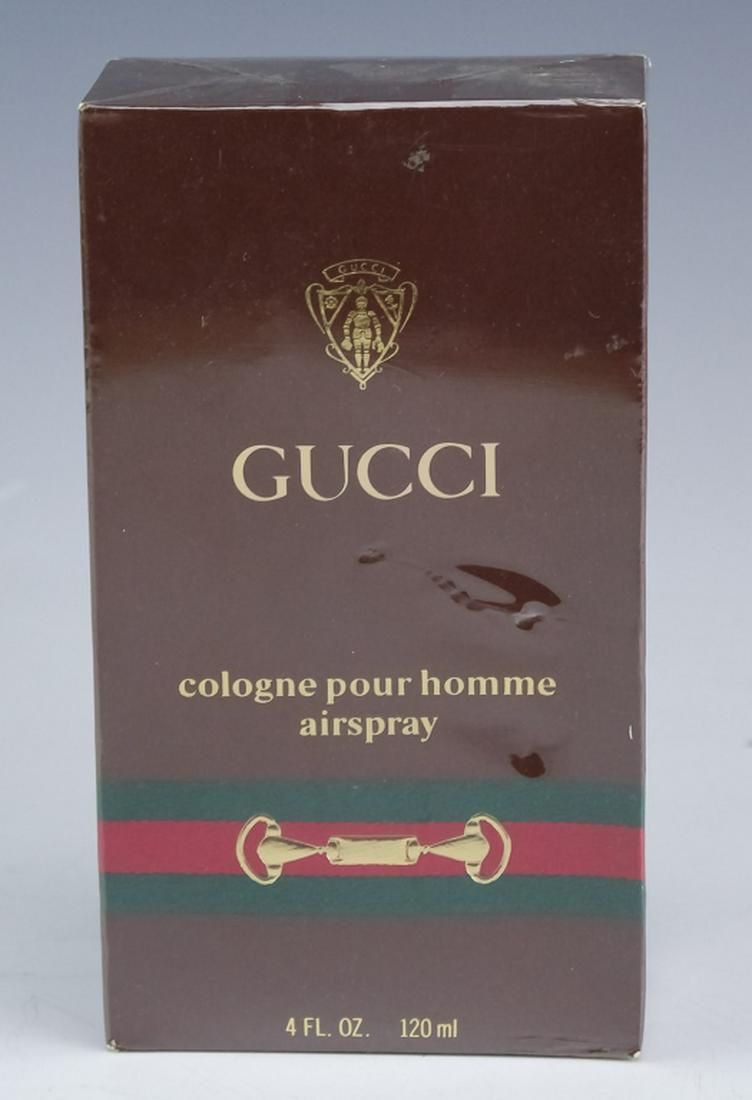 GUCCI
GUCCI
cologne pour homme
airspray
4 FL. OZ. 120 ml